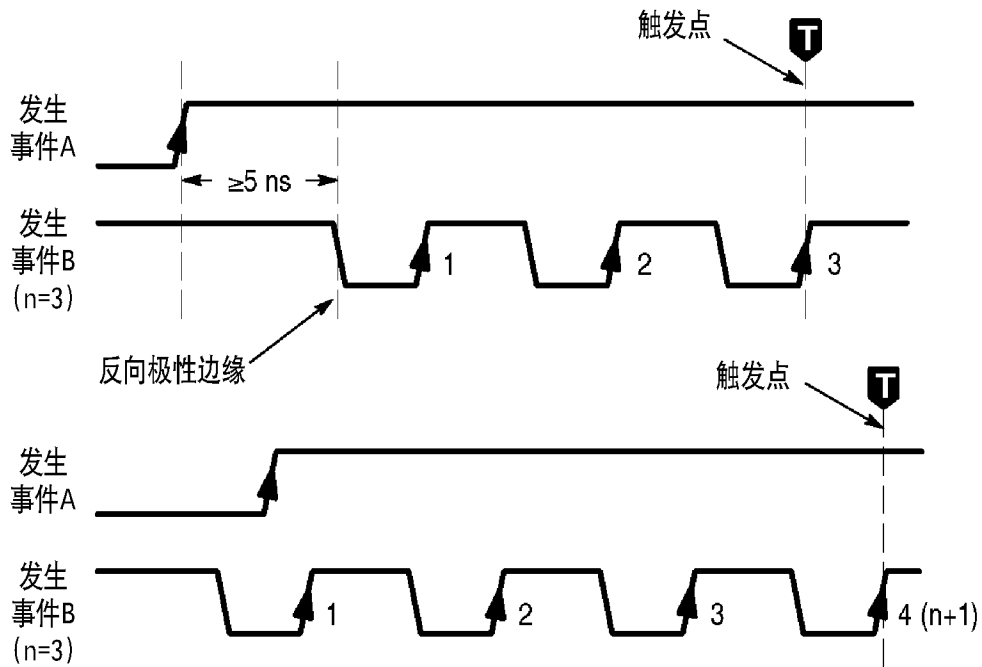 触发点
T
发生
事件A
≥5 ns
发生
事件B
(n=3)
1
2
3
反向极性边缘
触发点
T
发生
事件A
发生
事件B
(n=3)
1
2
3
4 (n+1)